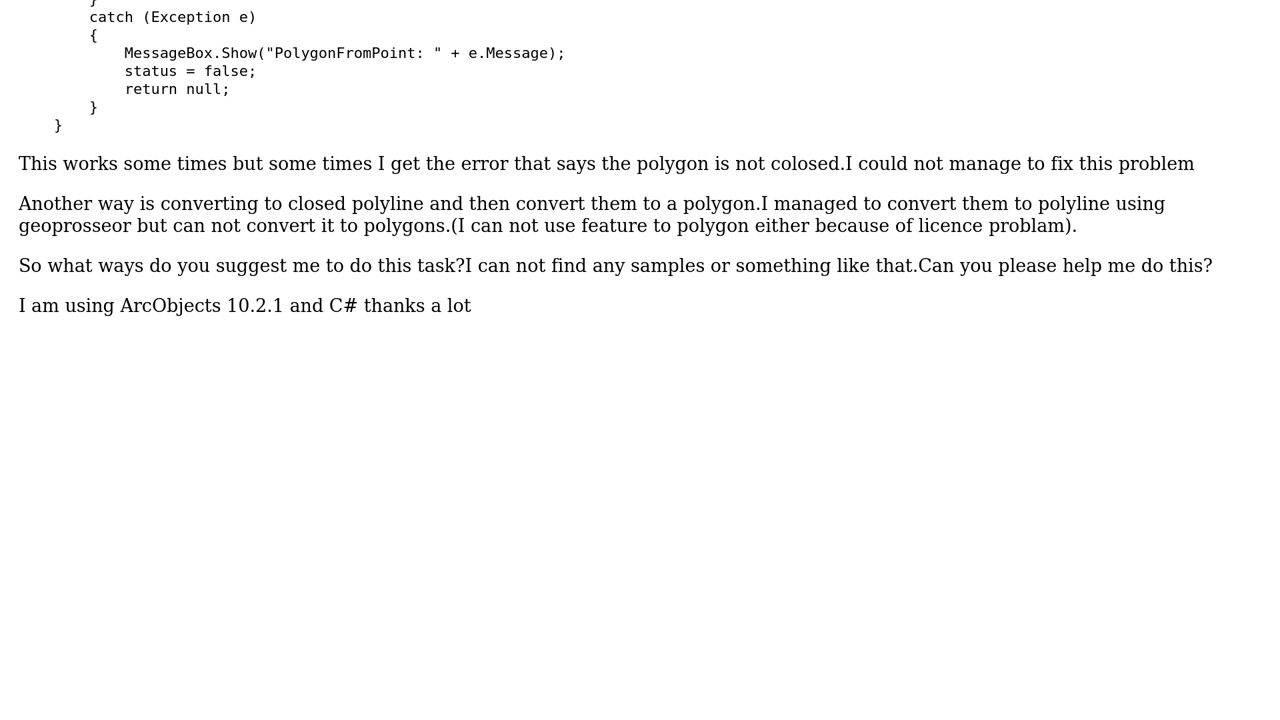 }
catch (Exception e)
{
MessageBox.Show("PolygonFromPoint: " + e.Message);
status = false;
return null;
}
}
This works some times but some times I get the error that says the polygon is not colosed.I could not manage to fix this problem
Another way is converting to closed polyline and then convert them to a polygon.I managed to convert them to polyline using
geoprosseor but can not convert it to polygons.(I can not use feature to polygon either because of licence problam).
So what ways do you suggest me to do this task?I can not find any samples or something like that.Can you please help me do this?
I am using ArcObjects 10.2.1 and C# thanks a lot